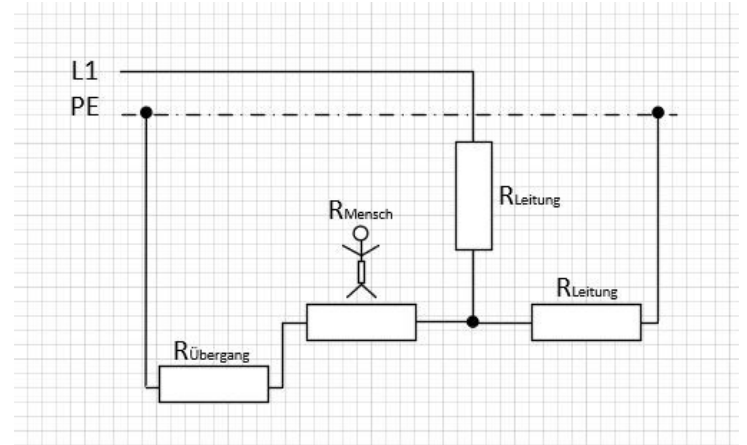 L1
PE
RLeitung
RMensch
RLeitung
RÜbergang